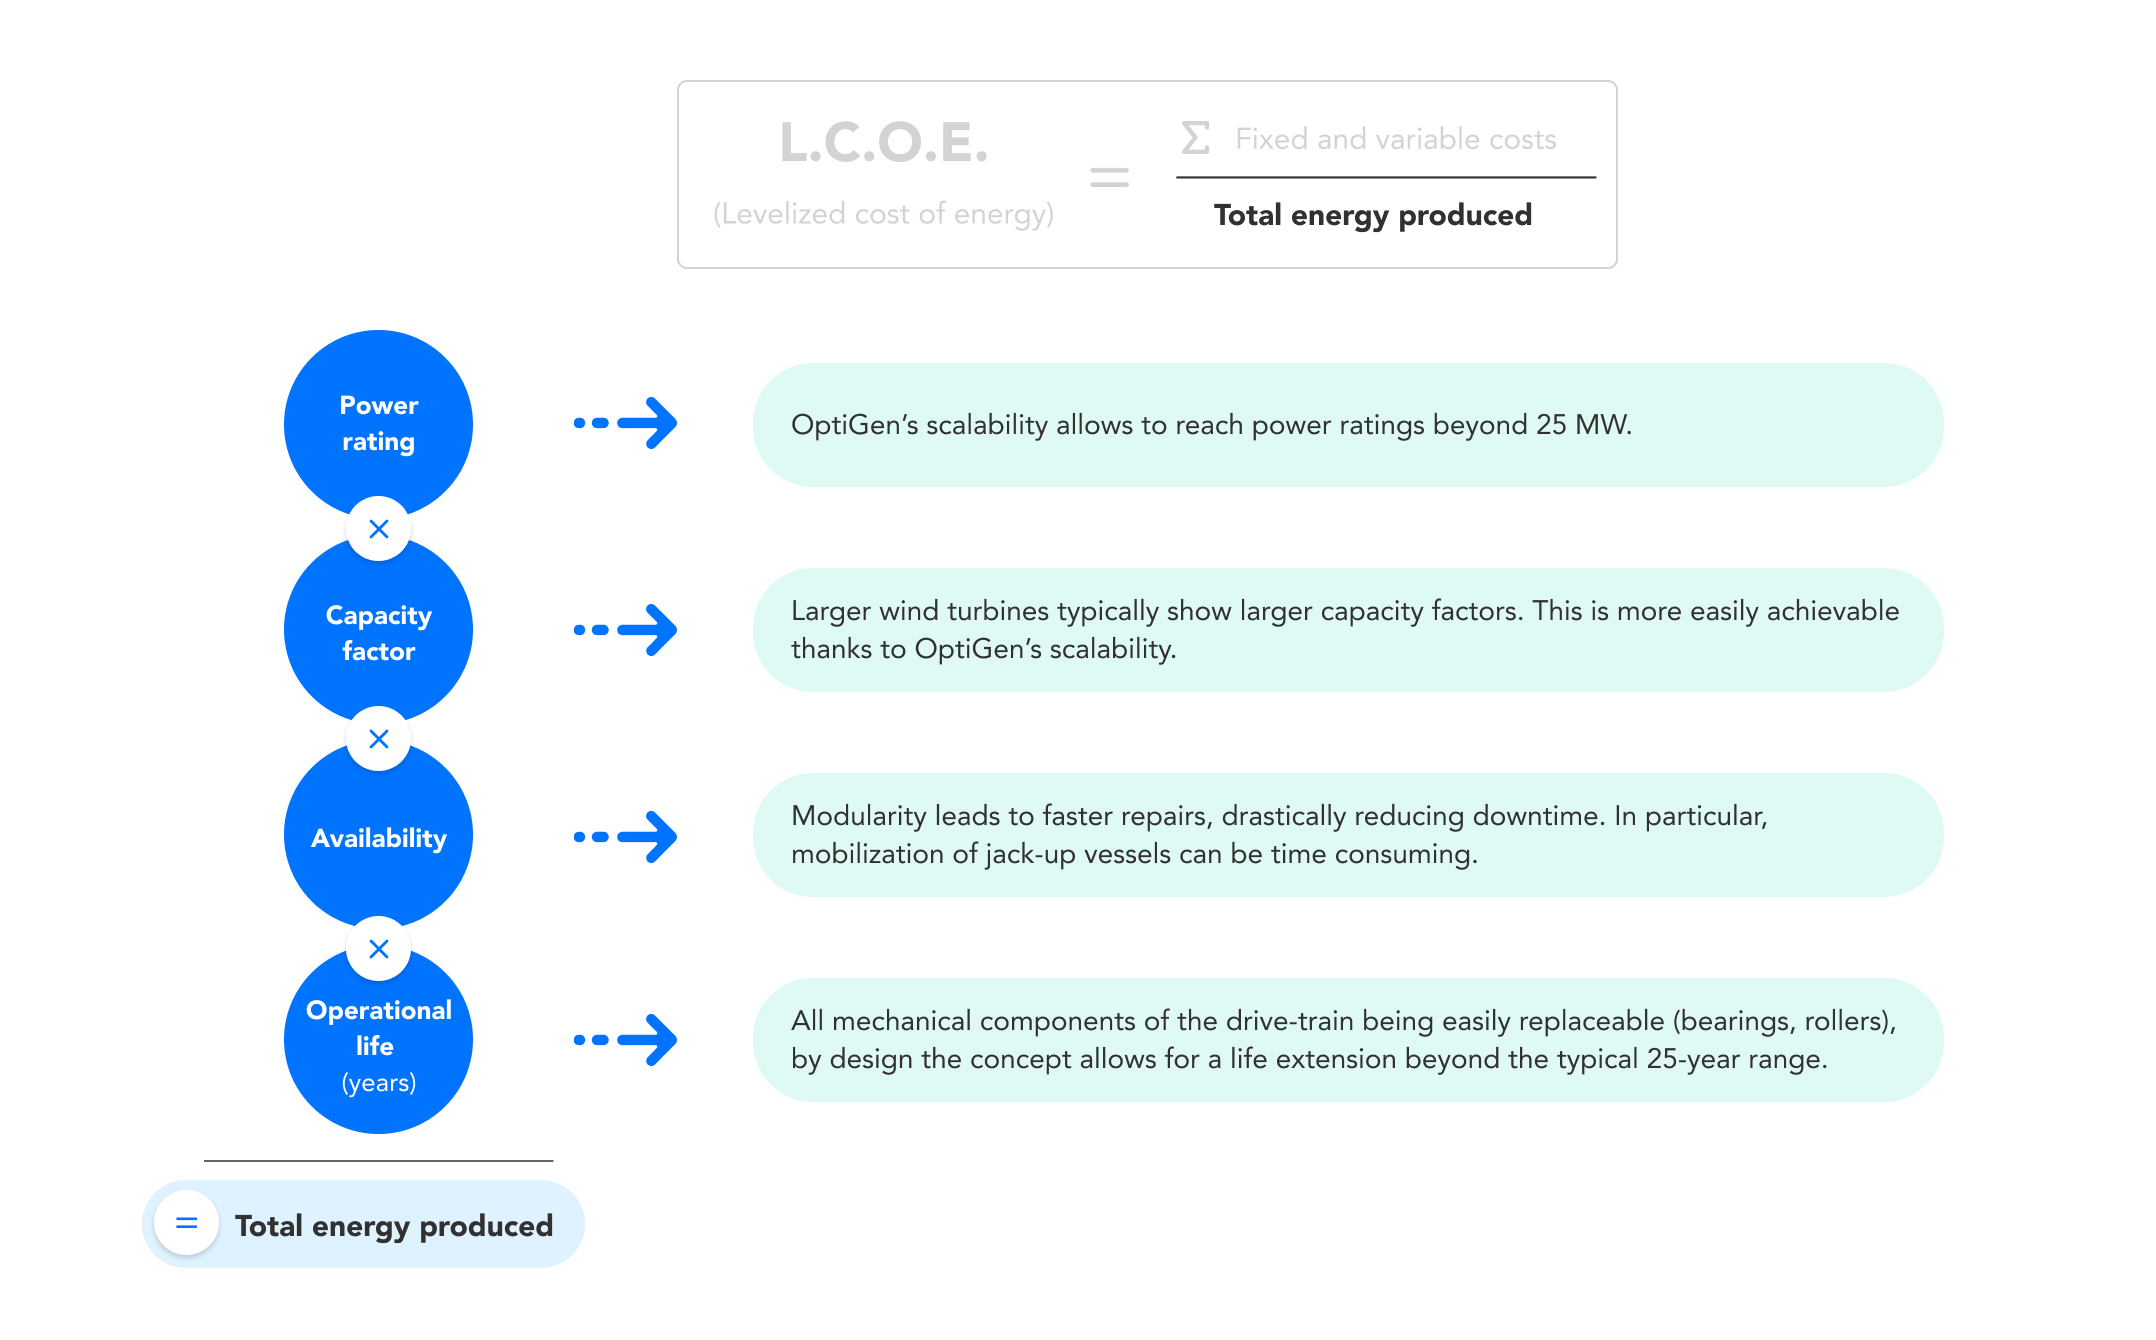 L.C.O.E.
(Levelized cost of energy)
=
Σ Fixed and variable costs
Total energy produced
Power
rating
OptiGen’s scalability allows to reach power ratings beyond 25 MW.
×
Capacity
factor
Larger wind turbines typically show larger capacity factors. This is more easily achievable
thanks to OptiGen’s scalability.
×
Availability
Modularity leads to faster repairs, drastically reducing downtime. In particular,
mobilization of jack-up vessels can be time consuming.
×
Operational
life
(years)
All mechanical components of the drive-train being easily replaceable (bearings, rollers),
by design the concept allows for a life extension beyond the typical 25-year range.
= Total energy produced